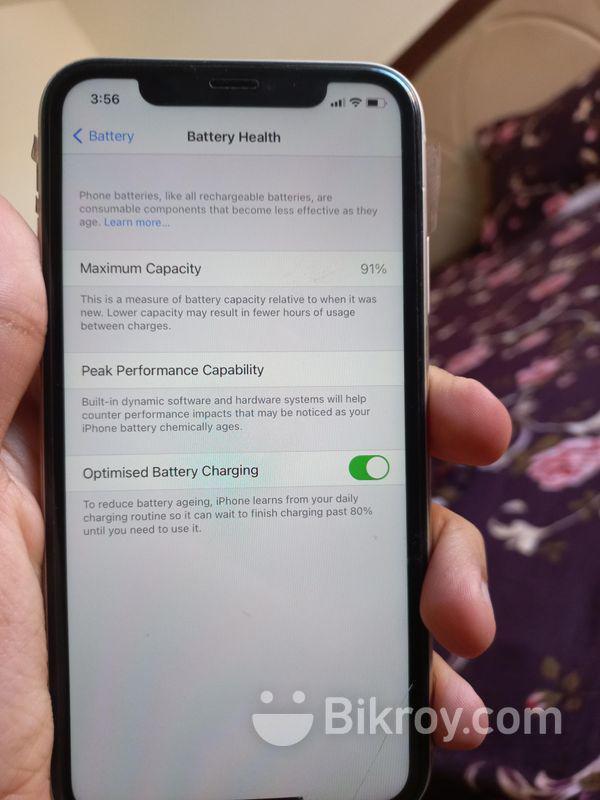 3:56
Battery
Battery Health
Phone batteries, like all rechargeable batteries, are
consumable components that become less effective as they
age. Learn more...
Maximum Capacity 91%
This is a measure of battery capacity relative to when it was
new. Lower capacity may result in fewer hours of usage
between charges.
Peak Performance Capability
Built-in dynamic software and hardware systems will help
counter performance impacts that may be noticed as your
iPhone battery chemically ages.
Optimised Battery Charging
To reduce battery ageing, iPhone learns from your daily
charging routine so it can wait to finish charging past 80%
until you need to use it.
Bikroy.com